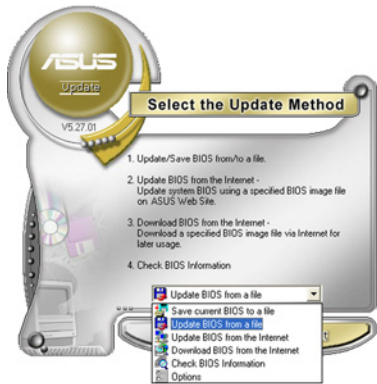 ASUS
Update
V5.27.01
Select the Update Method
1. Update/Save BIOS from/to a file.
2. Update BIOS from the Internet -
Update system BIOS using a specified BIOS image file
on ASUS Web Site.
3. Download BIOS from the Internet -
Download a specified BIOS image file via Internet for
later usage.
4. Check BIOS Information
Update BIOS from a file
Save current BIOS to a file
Update BIOS from a file
Update BIOS from the Internet
Download BIOS from the Internet
Check BIOS Information
Options